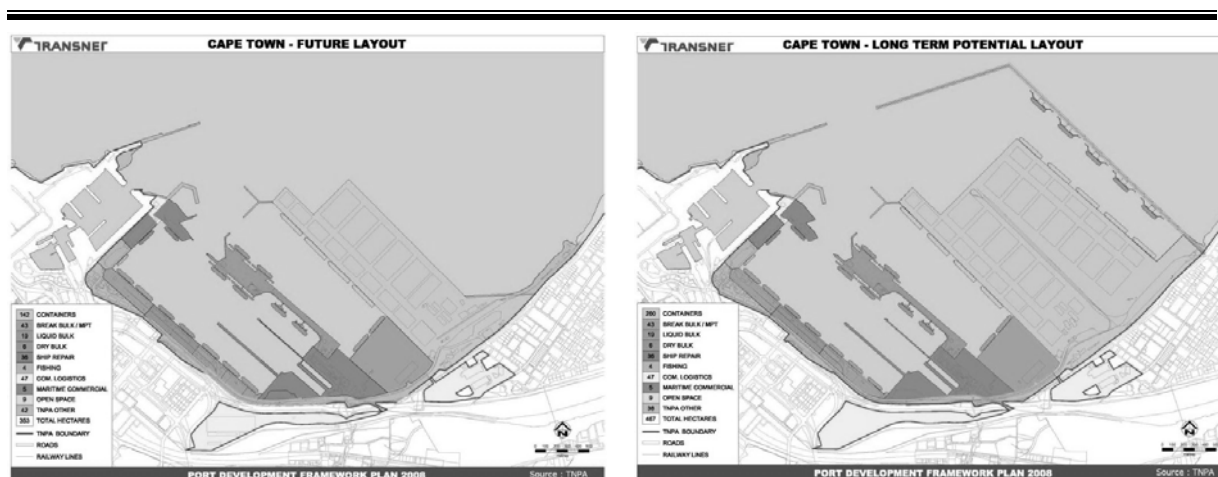 TRANSNET
CAPE TOWN - FUTURE LAYOUT
142 CONTAINERS
43 BREAK BULK / MPT
19 LIQUID BULK
6 DRY BULK
36 SHIP REPAIR
4 FISHING
47 COM. LOGISTICS
5 MARITIME COMMERCIAL
9 OPEN SPACE
42 TNPA OTHER
353 TOTAL HECTARES
TNPA BOUNDARY
ROADS
RAILWAY LINES
N
PORT DEVELOPMENT FRAMEWORK PLAN 2008
Source : TNPA
TRANSNET
CAPE TOWN - LONG TERM POTENTIAL LAYOUT
260 CONTAINERS
43 BREAK BULK / MPT
LIQUID BULK
DRY BULK
36 SHIP REPAIR
4 FISHING
47 COM. LOGISTICS
5 MARITIME COMMERCIAL
9 OPEN SPACE
TNPA OTHER
467 TOTAL HECTARES
TNPA BOUNDARY
ROADS
RAILWAY LINES
N
PORT DEVELOPMENT FRAMEWORK PLAN 2008
Source : TNPA